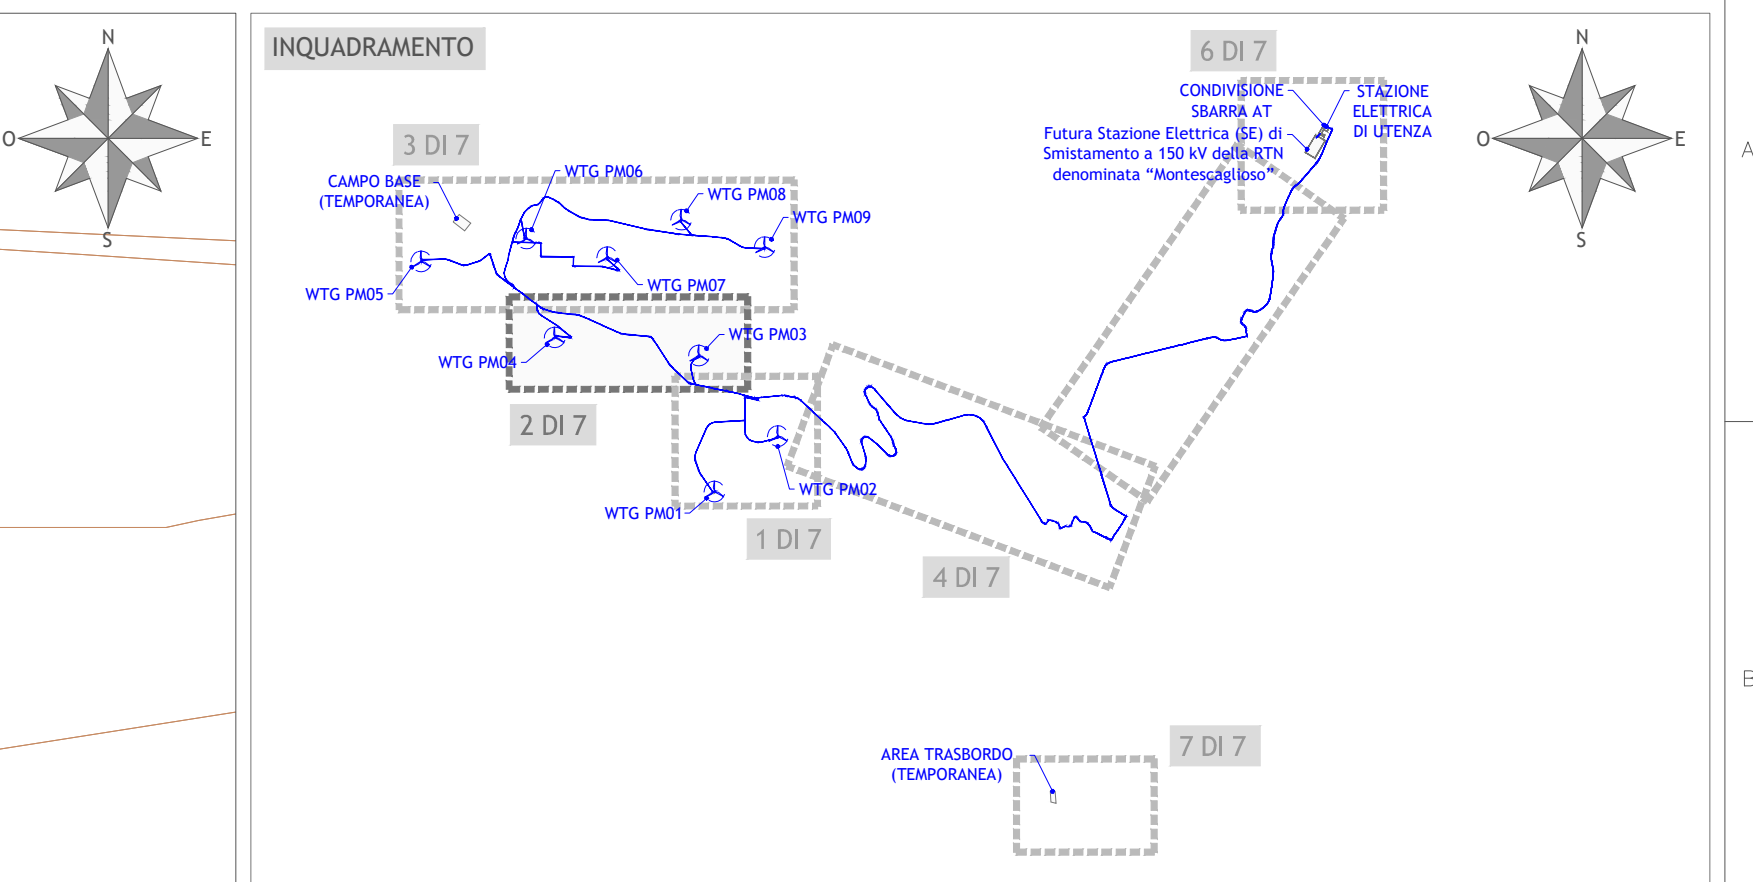 N
O
E
S
INQUADRAMENTO
6 DI 7
CONDIVISIONE
SBARRA AT
STAZIONE
ELETTRICA
DI UTENZA
Futura Stazione Elettrica (SE) di
Smistamento a 150 kV della RTN
denominata “Montescaglioso”
N
O
E
S
A
3 DI 7
CAMPO BASE
(TEMPORANEA)
WTG PM06
WTG PM08
WTG PM09
WTG PM07
WTG PM05
WTG PM03
WTG PM04
2 DI 7
WTG PM02
WTG PM01
1 DI 7
4 DI 7
B
7 DI 7
AREA TRASBORDO
(TEMPORANEA)